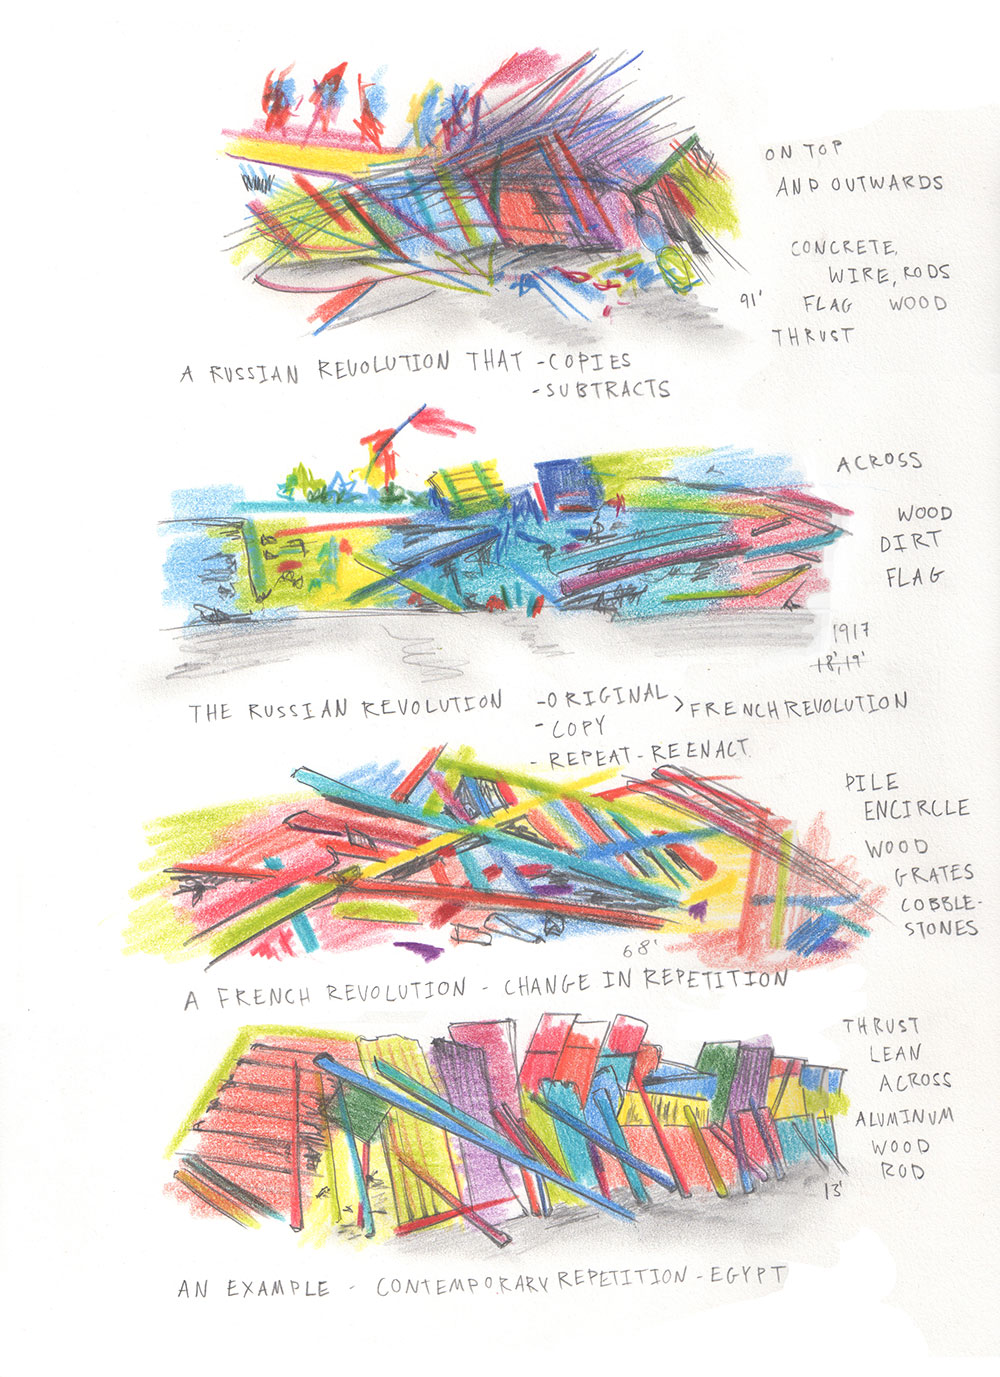 ON TOP
AND OUTWARDS
CONCRETE,
WIRE, RODS
91' FLAG WOOD
THRUST
A RUSSIAN REVOLUTION THAT -COPIES
-SUBTRACTS
ACROSS
WOOD
DIRT
FLAG
1917
18', 19'
THE RUSSIAN REVOLUTION -ORIGINAL > FRENCH REVOLUTION
- COPY
- REPEAT - REENACT
PILE
ENCIRCLE
WOOD
GRATES
COBBLE-
STONES
68'
A FRENCH REVOLUTION - CHANGE IN REPETITION
THRUST
LEAN
ACROSS
ALUMINUM
WOOD
ROD
13'
AN EXAMPLE - CONTEMPORARY REPETITION - EGYPT